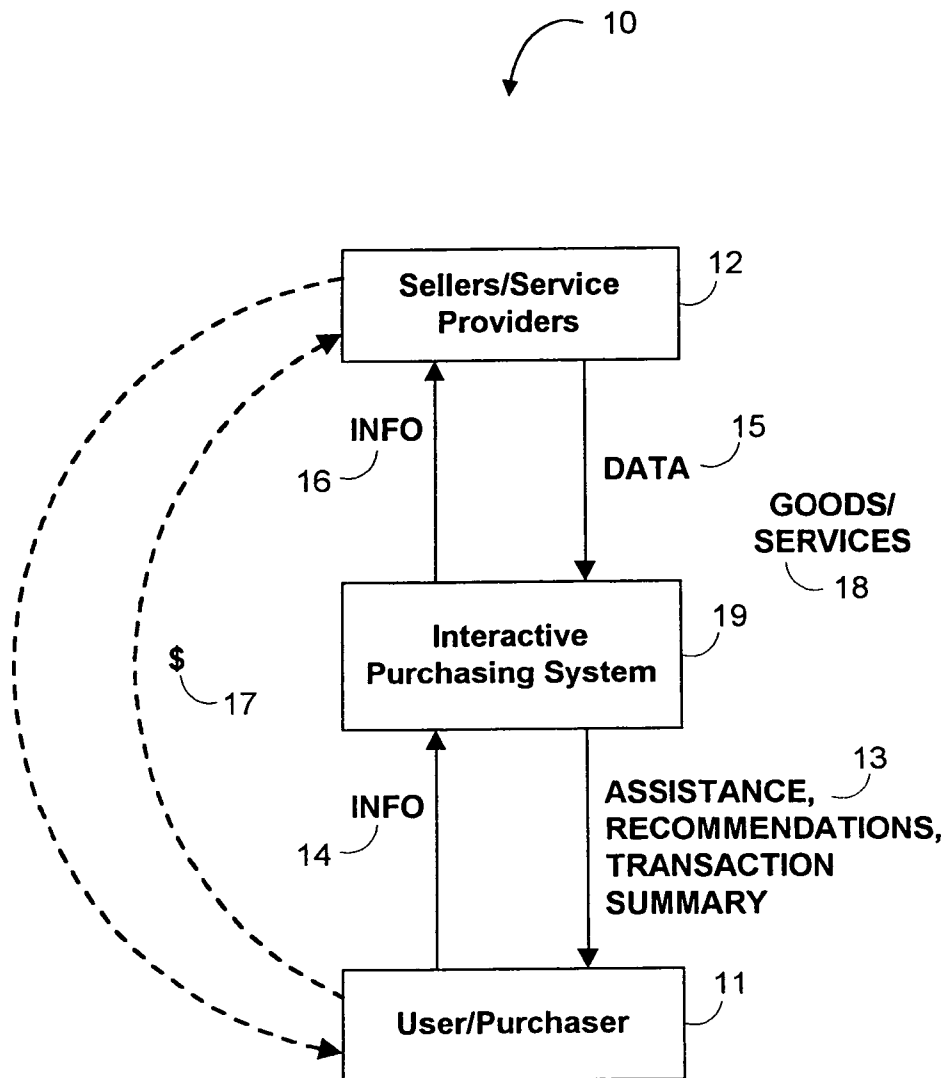 10
Sellers/Service
Providers
12
INFO
16
DATA
15
GOODS/
SERVICES
18
Interactive
Purchasing System
19
$
17
INFO
14
ASSISTANCE,
RECOMMENDATIONS,
TRANSACTION
SUMMARY
13
User/Purchaser
11